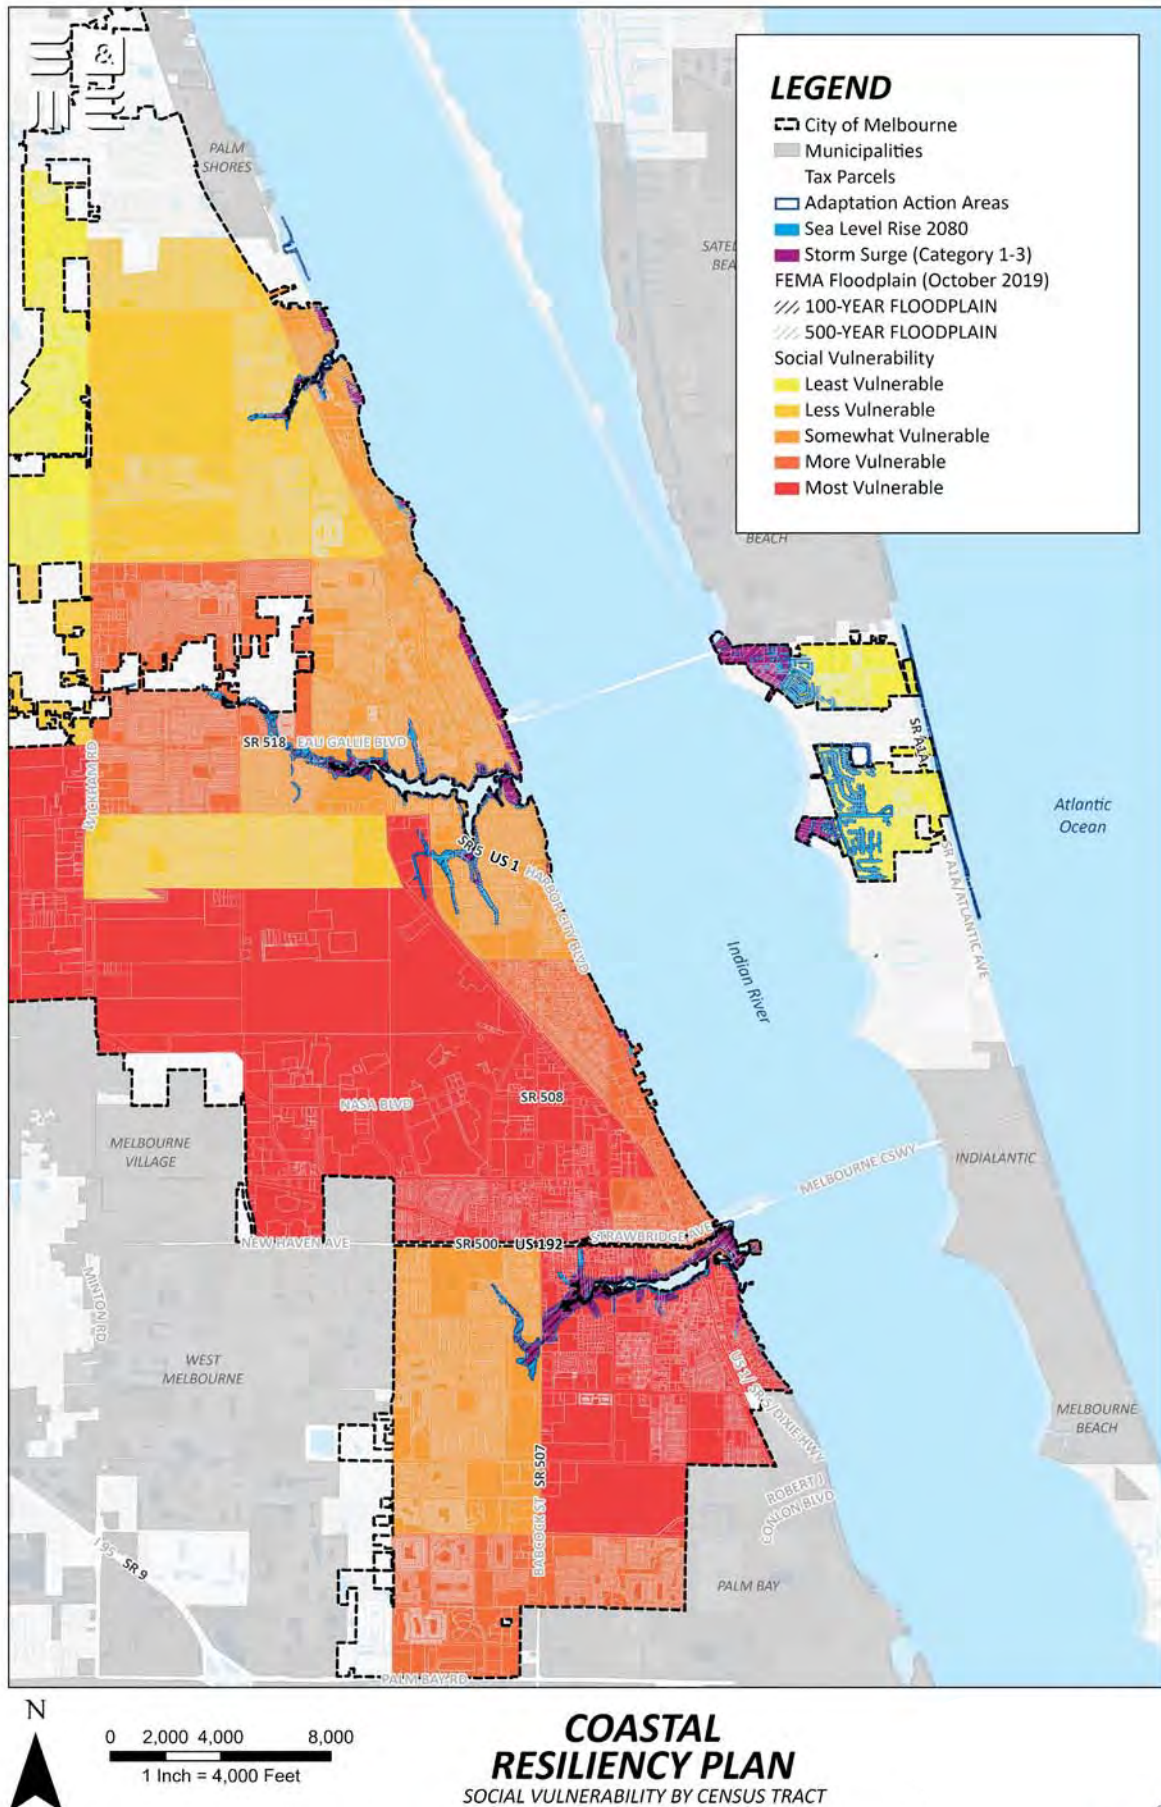 LEGEND
City of Melbourne
Municipalities
Tax Parcels
Adaptation Action Areas
Sea Level Rise 2080
Storm Surge (Category 1-3)
FEMA Floodplain (October 2019)
100-YEAR FLOODPLAIN
500-YEAR FLOODPLAIN
Social Vulnerability
Least Vulnerable
Less Vulnerable
Somewhat Vulnerable
More Vulnerable
Most Vulnerable
&
PALM
SHORES
BEACH
WICKHAM RD
SR 518 EAU GALLIE BLVD
SR A1A
Atlantic
Ocean
SR 5 US 1
HARBOR CITY BLVD
SR A1A/ATLANTIC AVE
Indian River
NASA BLVD
SR 508
MELBOURNE
VILLAGE
MELBOURNE CSWY
INDIALANTIC
NEW HAVEN AVE
SR 500 US 192
STRAWBRIDGE AVE
MINTON RD
WEST
MELBOURNE
US 1/ SR 5/DIXIE HWY
MELBOURNE
BEACH
BABCOCK ST SR 507
ROBERT J
CONLON BLVD
I 95 SR 9
PALM BAY
PALM BAY RD
N
0 2,000 4,000 8,000
1 Inch = 4,000 Feet
COASTAL
RESILIENCY PLAN
SOCIAL VULNERABILITY BY CENSUS TRACT